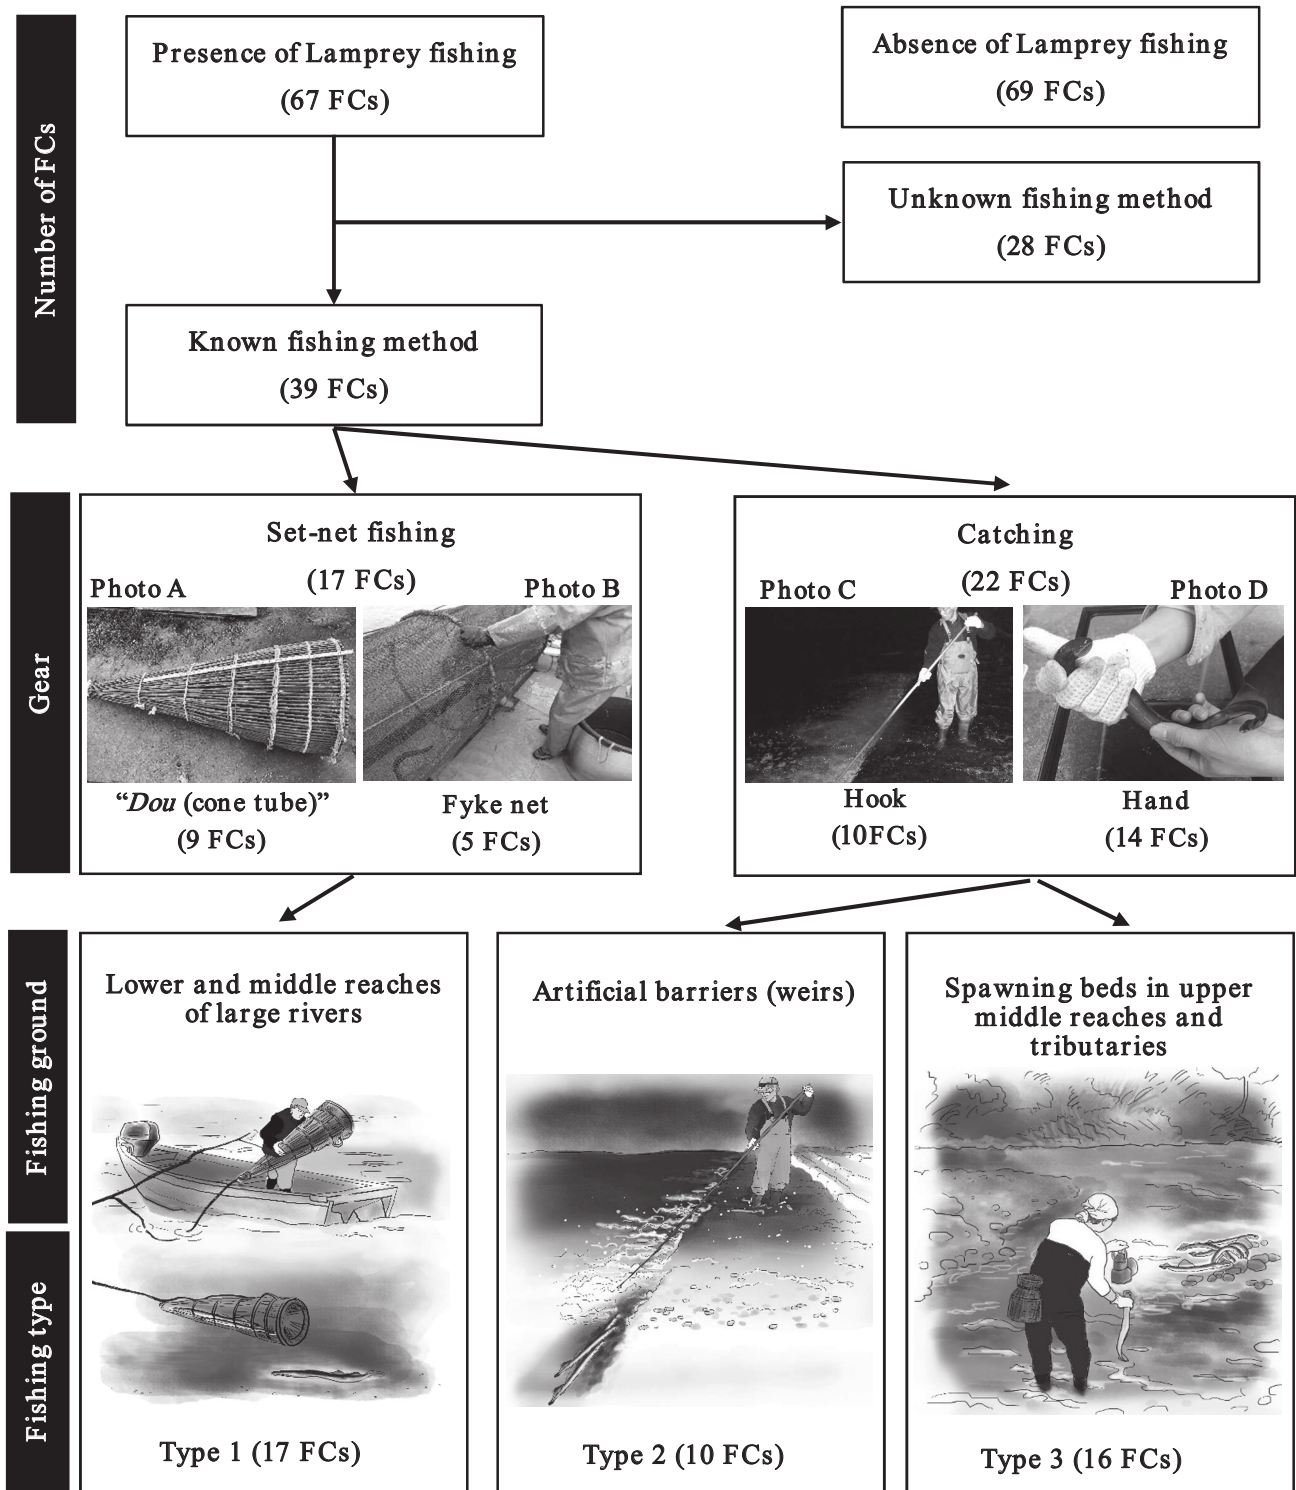 Number of FCs
Presence of Lamprey fishing
(67 FCs)
Absence of Lamprey fishing
(69 FCs)
Unknown fishing method
(28 FCs)
Known fishing method
(39 FCs)
Gear
Set-net fishing
(17 FCs)
Photo A
Photo B
“Dou (cone tube)”
(9 FCs)
Fyke net
(5 FCs)
Catching
(22 FCs)
Photo C
Photo D
Hook
(10FCs)
Hand
(14 FCs)
Fishing ground
Lower and middle reaches
of large rivers
Artificial barriers (weirs)
Spawning beds in upper
middle reaches and
tributaries
Fishing type
Type 1 (17 FCs)
Type 2 (10 FCs)
Type 3 (16 FCs)